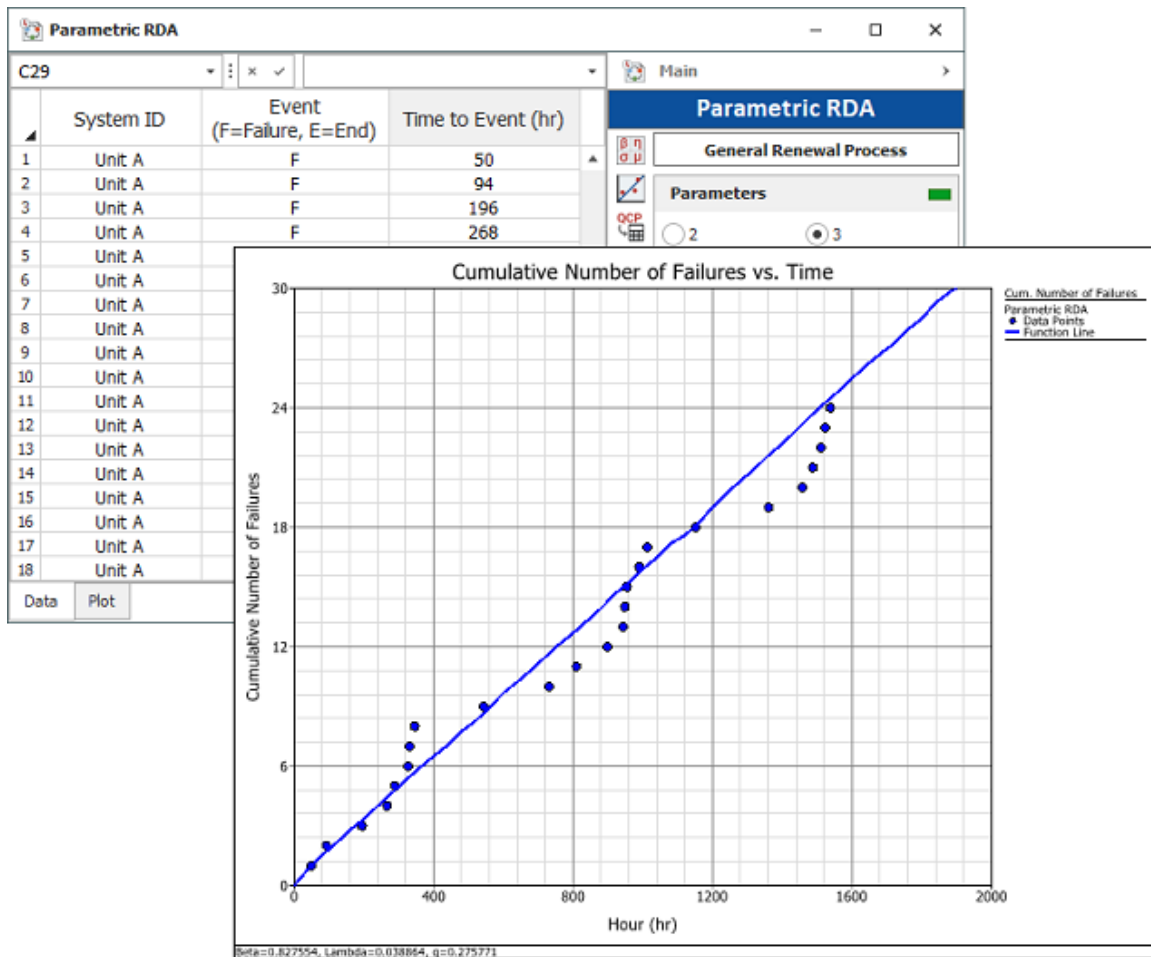 Parametric RDA
C29
Main
System ID
Event
(F=Failure, E=End)
Time to Event (hr)
Parametric RDA
β η
σ μ
General Renewal Process
1 Unit A F 50
2 Unit A F 94
3 Unit A F 196
4 Unit A F 268
5 Unit A
6 Unit A
7 Unit A
8 Unit A
9 Unit A
10 Unit A
11 Unit A
12 Unit A
13 Unit A
14 Unit A
15 Unit A
16 Unit A
17 Unit A
18 Unit A
Data Plot
Parameters
QCP
2 3
Cumulative Number of Failures vs. Time
Cum. Number of Failures
Parametric RDA
Data Points
Function Line
Cumulative Number of Failures
30
24
18
12
6
0
0 400 800 1200 1600 2000
Hour (hr)
Beta=0.827554, Lambda=0.038864, q=0.275771